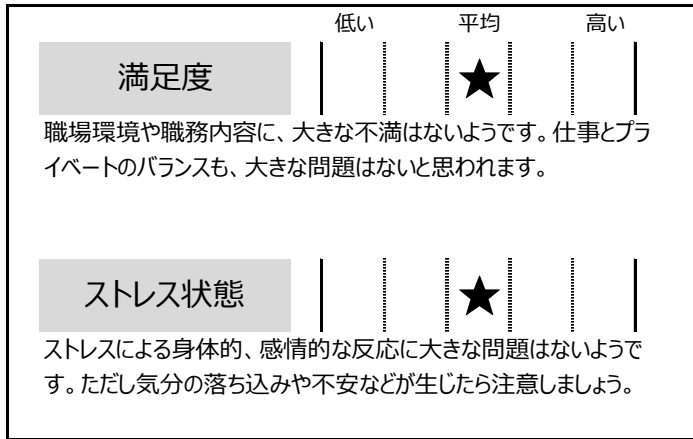 低い 平均 高い
満足度
職場環境や職務内容に、大きな不満はないようです。仕事とプラ
イベートのバランスも、大きな問題はないと思われます。
ストレス状態
ストレスによる身体的、感情的な反応に大きな問題はないようで
す。ただし気分の落ち込みや不安などが生じたら注意しましょう。